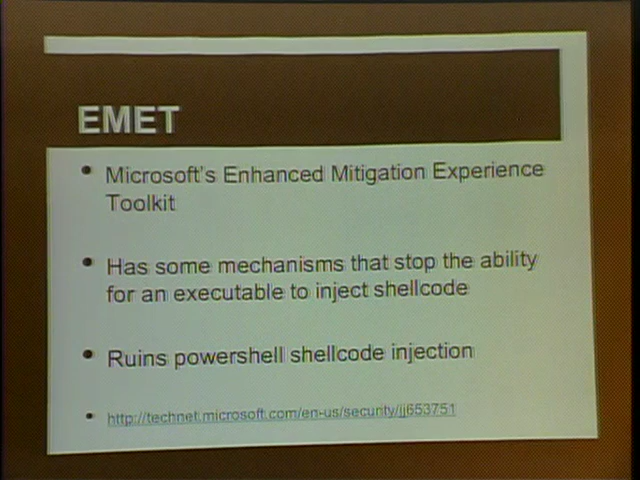 EMET
• Microsoft's Enhanced Mitigation Experience
Toolkit
• Has some mechanisms that stop the ability
for an executable to inject shellcode
• Ruins powershell shellcode injection
• http://technet.microsoft.com/en-us/security/jj653751